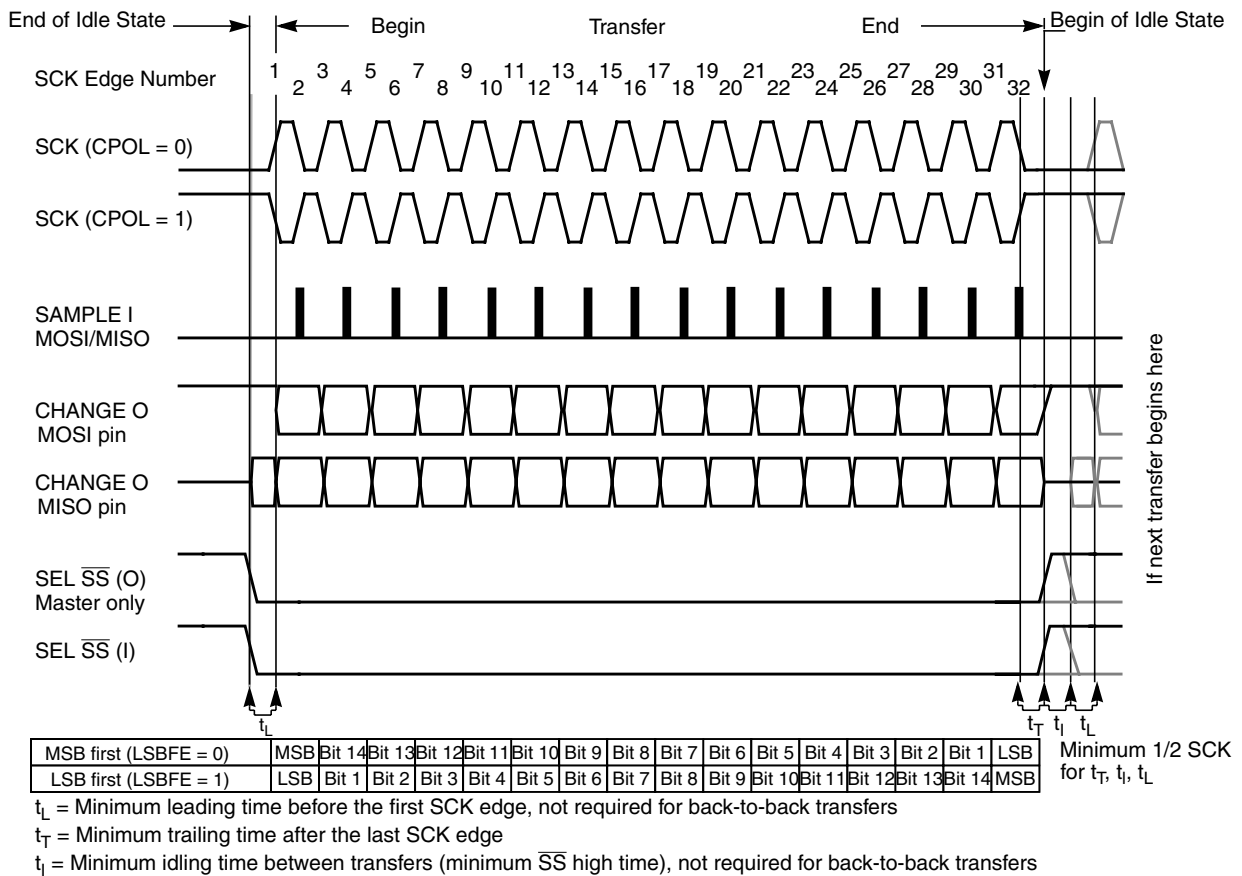 End of Idle State
Begin
Transfer
End
Begin of Idle State
SCK Edge Number
1 3 5 7 9 11 13 15 17 19 21 23 25 27 29 31
2 4 6 8 10 12 14 16 18 20 22 24 26 28 30 32
SCK (CPOL = 0)
SCK (CPOL = 1)
SAMPLE I
MOSI/MISO
CHANGE O
MOSI pin
CHANGE O
MISO pin
SEL S̅S̅ (O)
Master only
SEL S̅S̅ (I)
If next transfer begins here
tL
tT tI tL
MSB first (LSBFE = 0) MSB Bit 14 Bit 13 Bit 12 Bit 11 Bit 10 Bit 9 Bit 8 Bit 7 Bit 6 Bit 5 Bit 4 Bit 3 Bit 2 Bit 1 LSB
LSB first (LSBFE = 1) LSB Bit 1 Bit 2 Bit 3 Bit 4 Bit 5 Bit 6 Bit 7 Bit 8 Bit 9 Bit 10 Bit 11 Bit 12 Bit 13 Bit 14 MSB
Minimum 1/2 SCK
for tT, tI, tL
tL = Minimum leading time before the first SCK edge, not required for back-to-back transfers
tT = Minimum trailing time after the last SCK edge
tI = Minimum idling time between transfers (minimum S̅S̅ high time), not required for back-to-back transfers